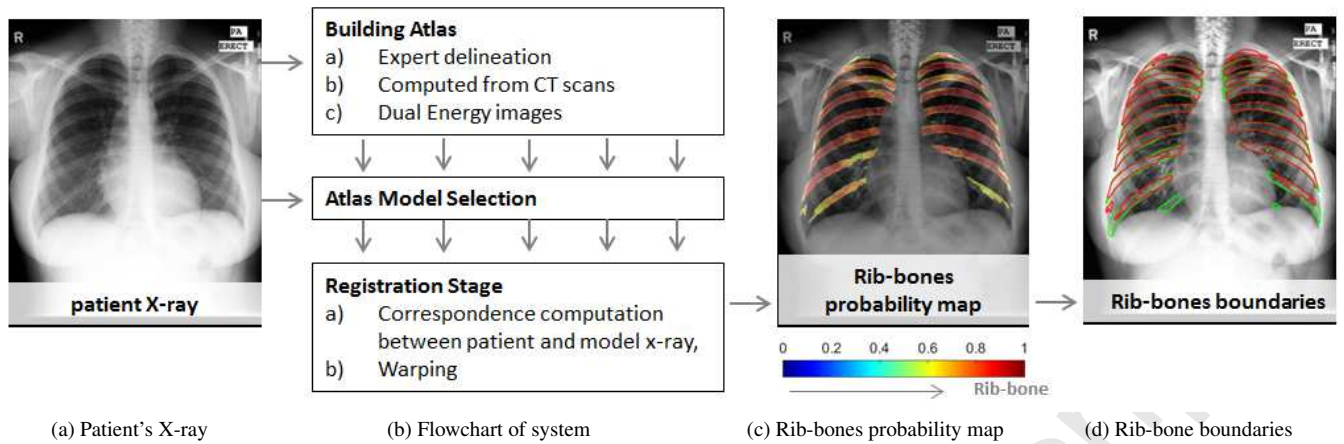 R
PA
ERECT
patient X-ray
Building Atlas
a) Expert delineation
b) Computed from CT scans
c) Dual Energy images
Atlas Model Selection
Registration Stage
a) Correspondence computation
between patient and model x-ray,
b) Warping
R
PA
ERECT
Rib-bones
probability map
0 0.2 0.4 0.6 0.8 1
Rib-bone
R
PA
ERECT
Rib-bones boundaries
(a) Patient's X-ray
(b) Flowchart of system
(c) Rib-bones probability map
(d) Rib-bone boundaries